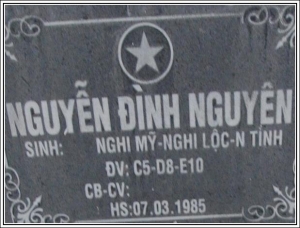 NGUYỄN ĐÌNH NGUYÊN
SINH: NGHI MỸ-NGHI LỘC-N TĨNH
ĐV: C5-D8-E10
CB-CV:
HS:07.03.1985